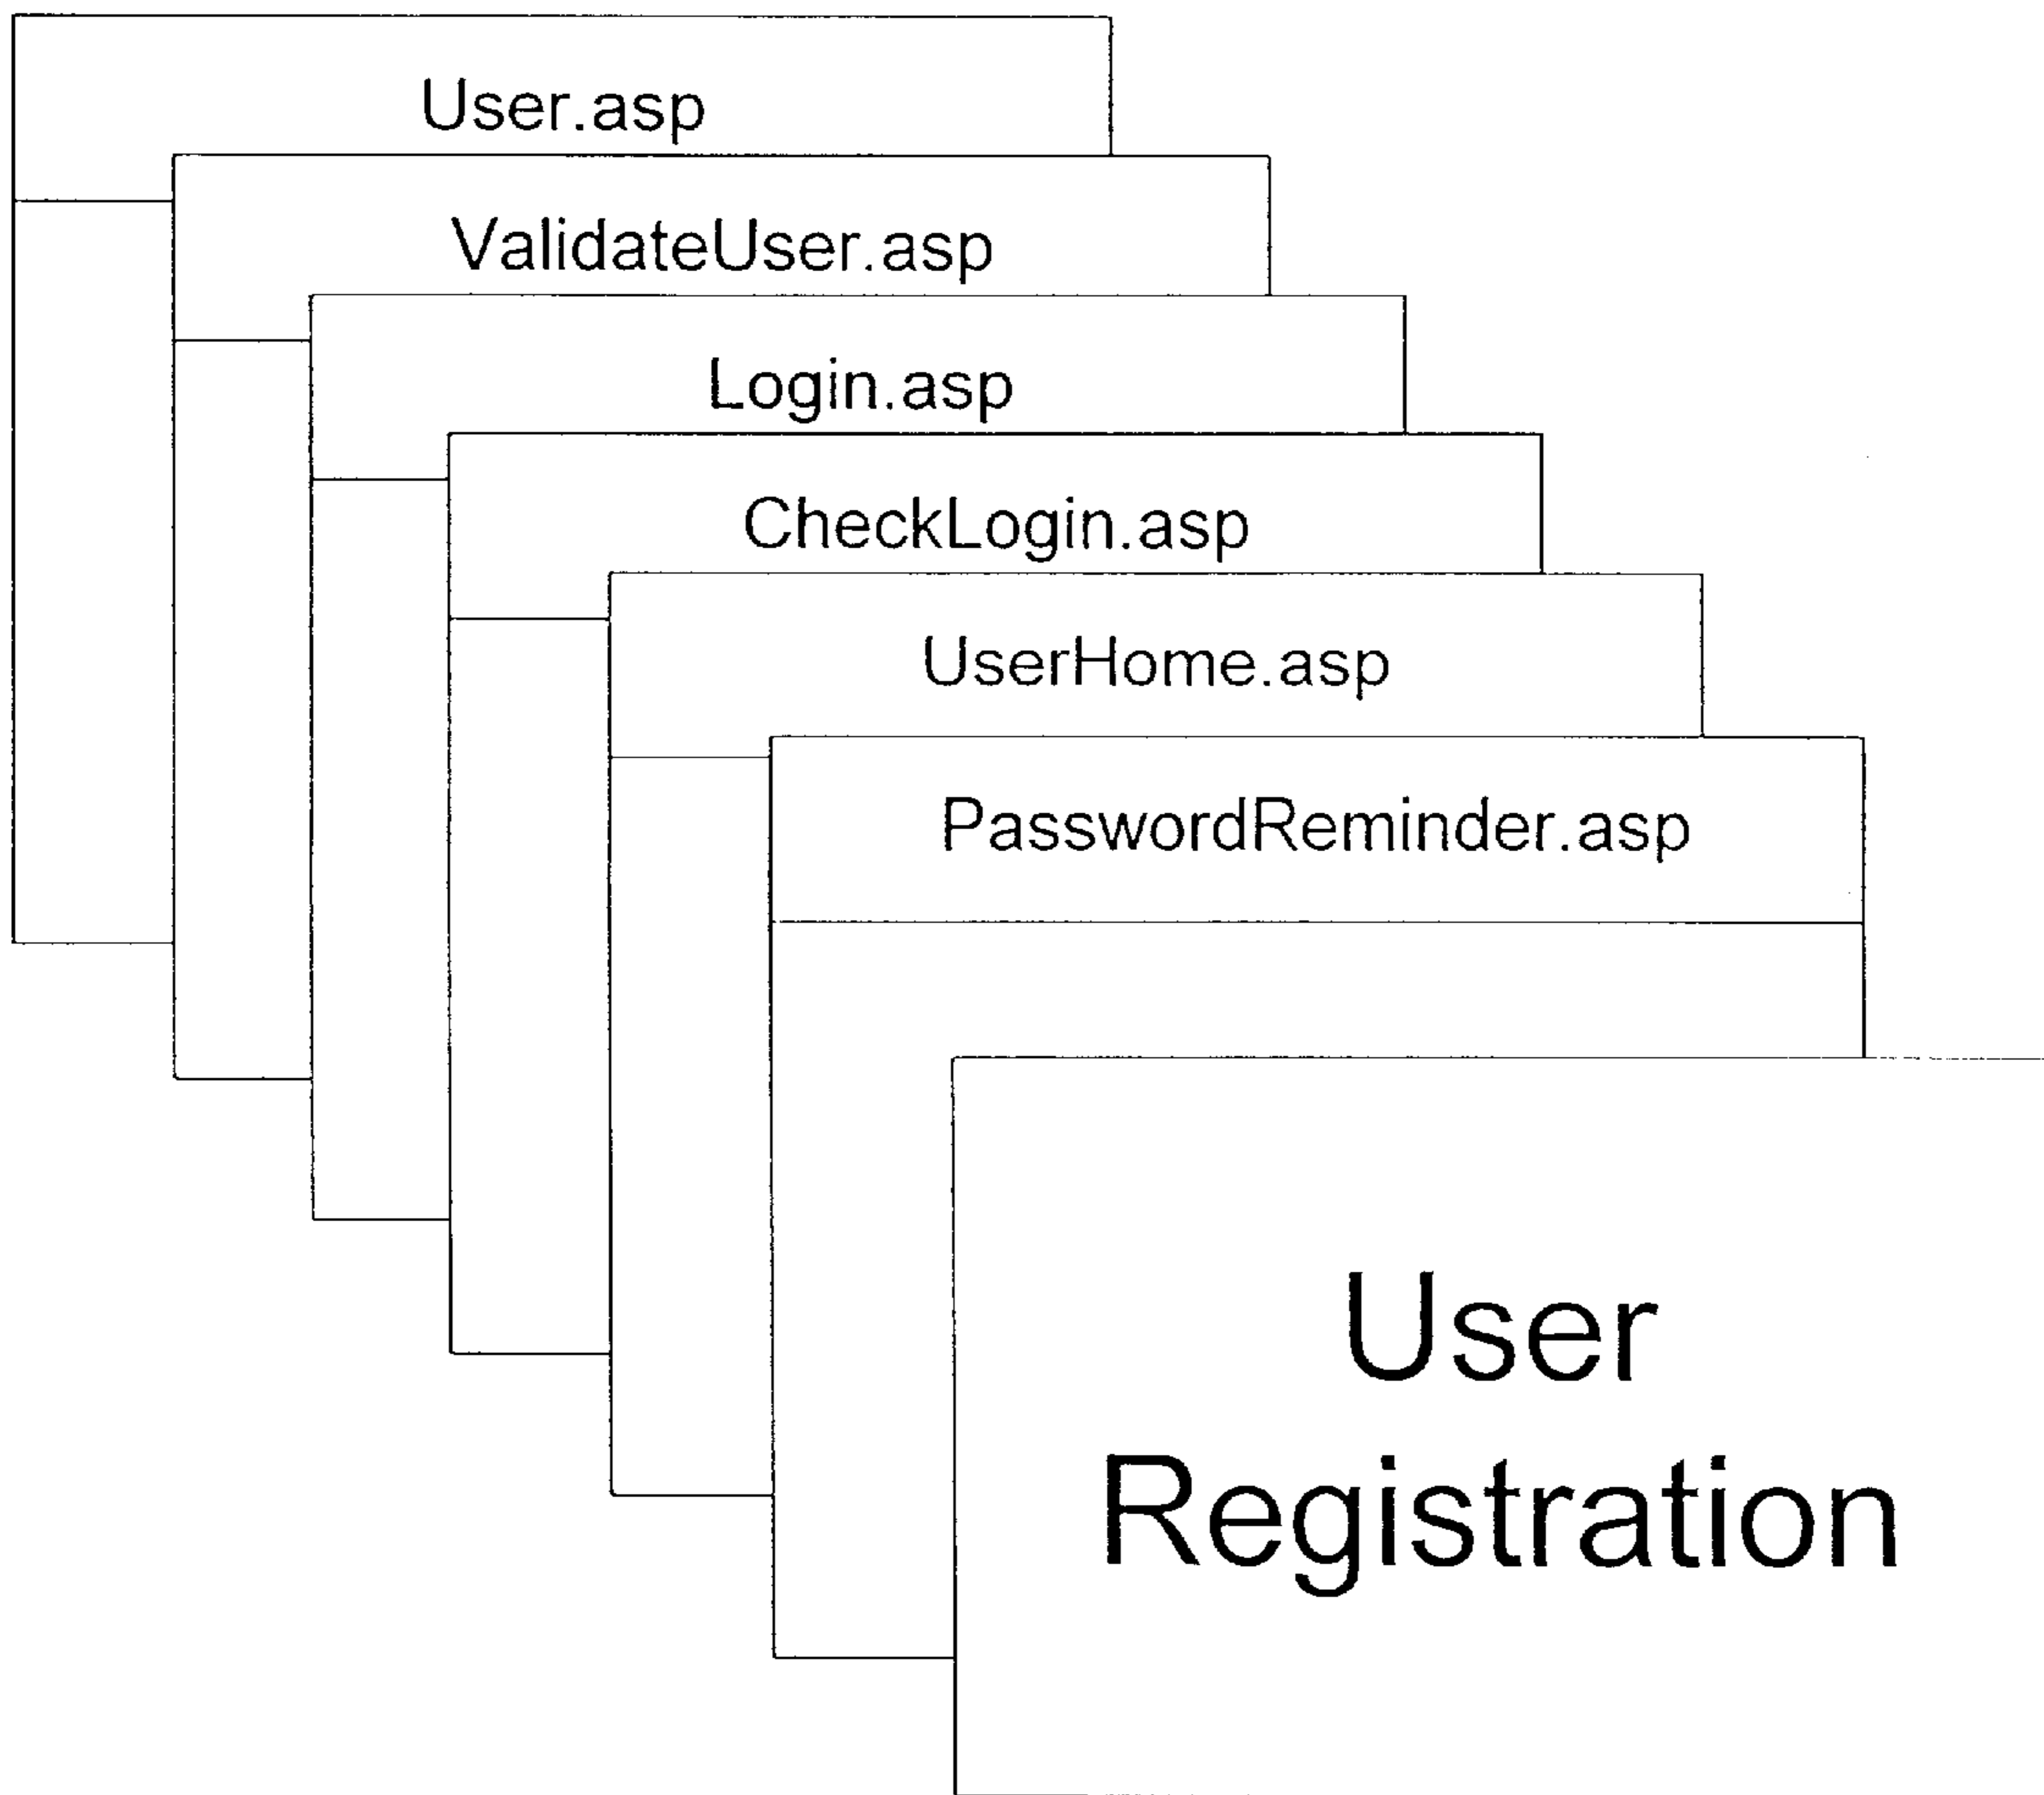 User.asp
ValidateUser.asp
Login.asp
CheckLogin.asp
UserHome.asp
PasswordReminder.asp
User
Registration